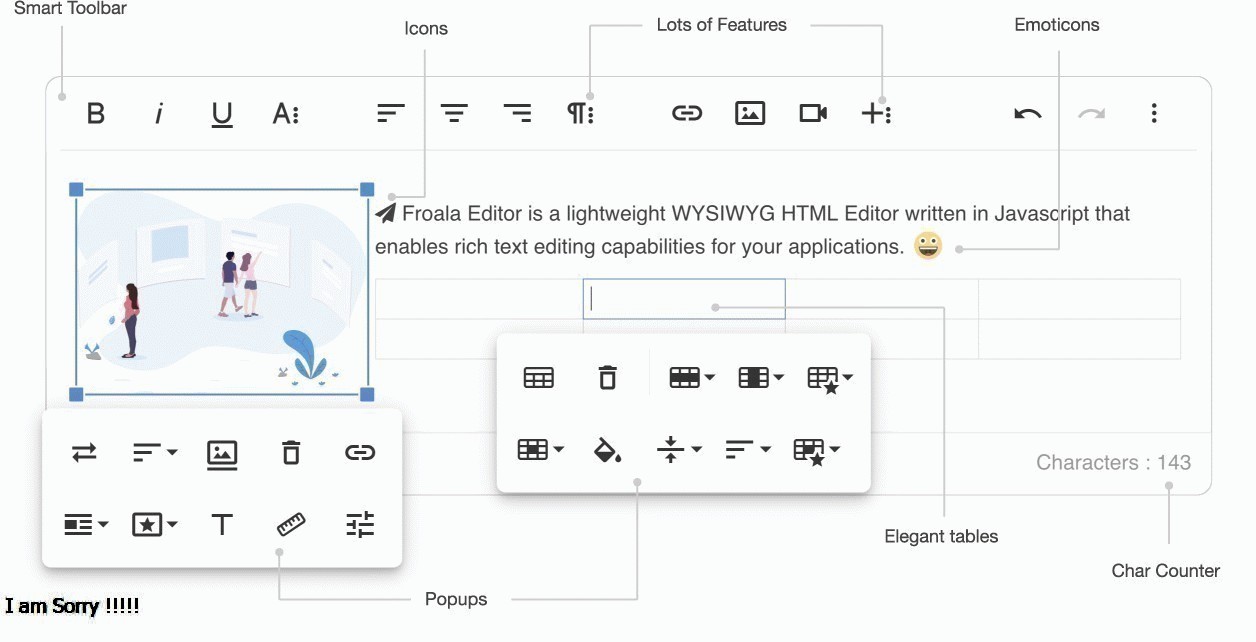 Smart Toolbar
Icons
Lots of Features
Emoticons
B i U A
Froala Editor is a lightweight WYSIWYG HTML Editor written in Javascript that
enables rich text editing capabilities for your applications.
Characters : 143
T
Elegant tables
Char Counter
Popups
I am Sorry !!!!!